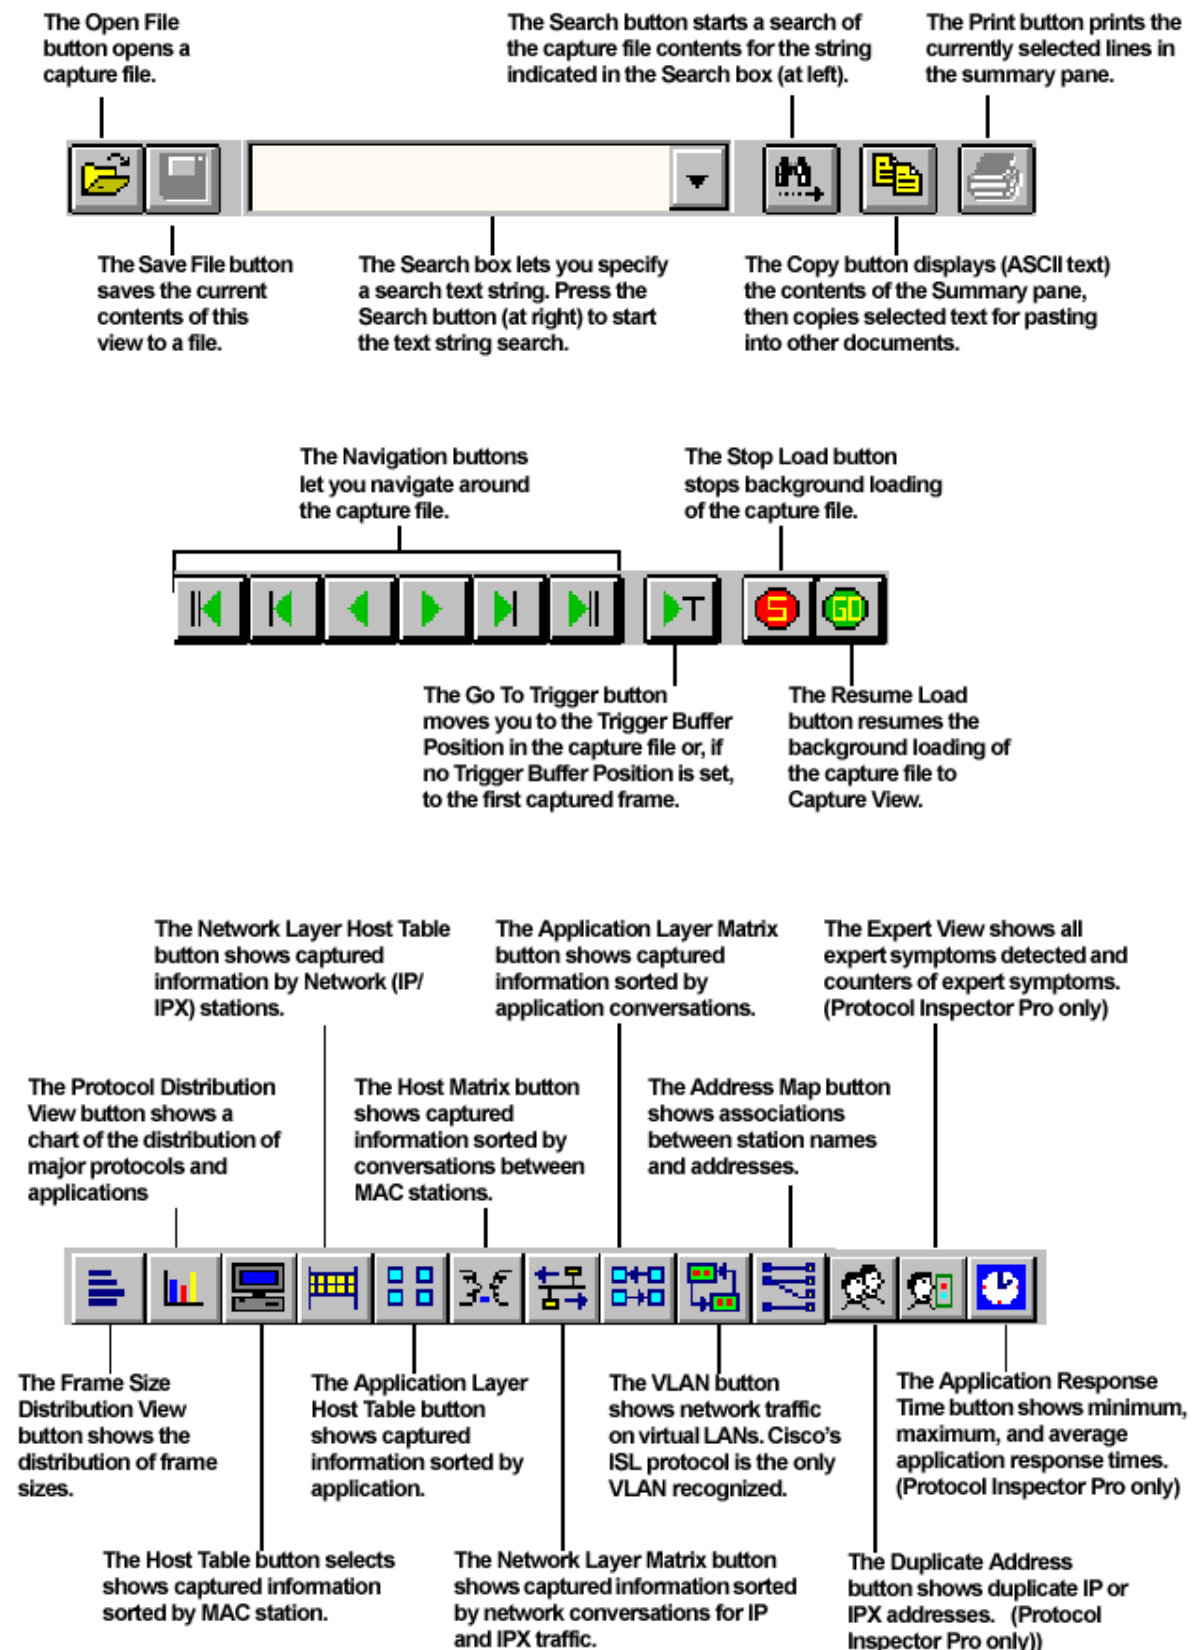 The Open File
button opens a
capture file.
The Search button starts a search of
the capture file contents for the string
indicated in the Search box (at left).
The Print button prints the
currently selected lines in
the summary pane.
The Save File button
saves the current
contents of this
view to a file.
The Search box lets you specify
a search text string. Press the
Search button (at right) to start
the text string search.
The Copy button displays (ASCII text)
the contents of the Summary pane,
then copies selected text for pasting
into other documents.
The Navigation buttons
let you navigate around
the capture file.
The Stop Load button
stops background loading
of the capture file.
T
S
GO
The Go To Trigger button
moves you to the Trigger Buffer
Position in the capture file or, if
no Trigger Buffer Position is set,
to the first captured frame.
The Resume Load
button resumes the
background loading of
the capture file to
Capture View.
The Network Layer Host Table
button shows captured
information by Network (IP/
IPX) stations.
The Application Layer Matrix
button shows captured
information sorted by
application conversations.
The Expert View shows all
expert symptoms detected and
counters of expert symptoms.
(Protocol Inspector Pro only)
The Protocol Distribution
View button shows a
chart of the distribution of
major protocols and
applications
The Host Matrix button
shows captured
information sorted by
conversations between
MAC stations.
The Address Map button
shows associations
between station names
and addresses.
The Frame Size
Distribution View
button shows the
distribution of frame
sizes.
The Application Layer
Host Table button
shows captured
information sorted by
application.
The VLAN button
shows network traffic
on virtual LANs. Cisco's
ISL protocol is the only
VLAN recognized.
The Application Response
Time button shows minimum,
maximum, and average
application response times.
(Protocol Inspector Pro only)
The Host Table button selects
shows captured information
sorted by MAC station.
The Network Layer Matrix button
shows captured information sorted
by network conversations for IP
and IPX traffic.
The Duplicate Address
button shows duplicate IP or
IPX addresses. (Protocol
Inspector Pro only))